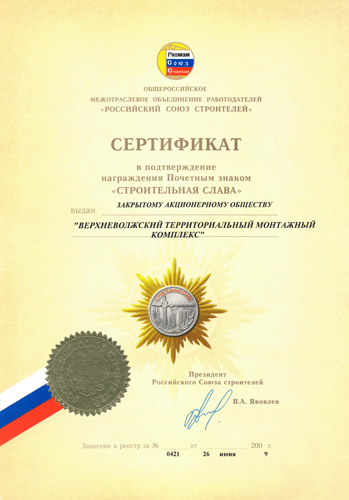 Российский
Союз
Строителей
ОБЩЕРОССИЙСКОЕ
МЕЖОТРАСЛЕВОЕ ОБЪЕДИНЕНИЕ РАБОТОДАТЕЛЕЙ
«РОССИЙСКИЙ СОЮЗ СТРОИТЕЛЕЙ»
СЕРТИФИКАТ
в подтверждение
награждения Почетным знаком
«СТРОИТЕЛЬНАЯ СЛАВА»
выдан ЗАКРЫТОМУ АКЦИОНЕРНОМУ ОБЩЕСТВУ
"ВЕРХНЕВОЛЖСКИЙ ТЕРРИТОРИАЛЬНЫЙ МОНТАЖНЫЙ
КОМПЛЕКС"
Президент
Российского Союза строителей
В.А. Яковлев
Занесено в реестр за № от 200 г.
0421 26 июня 9